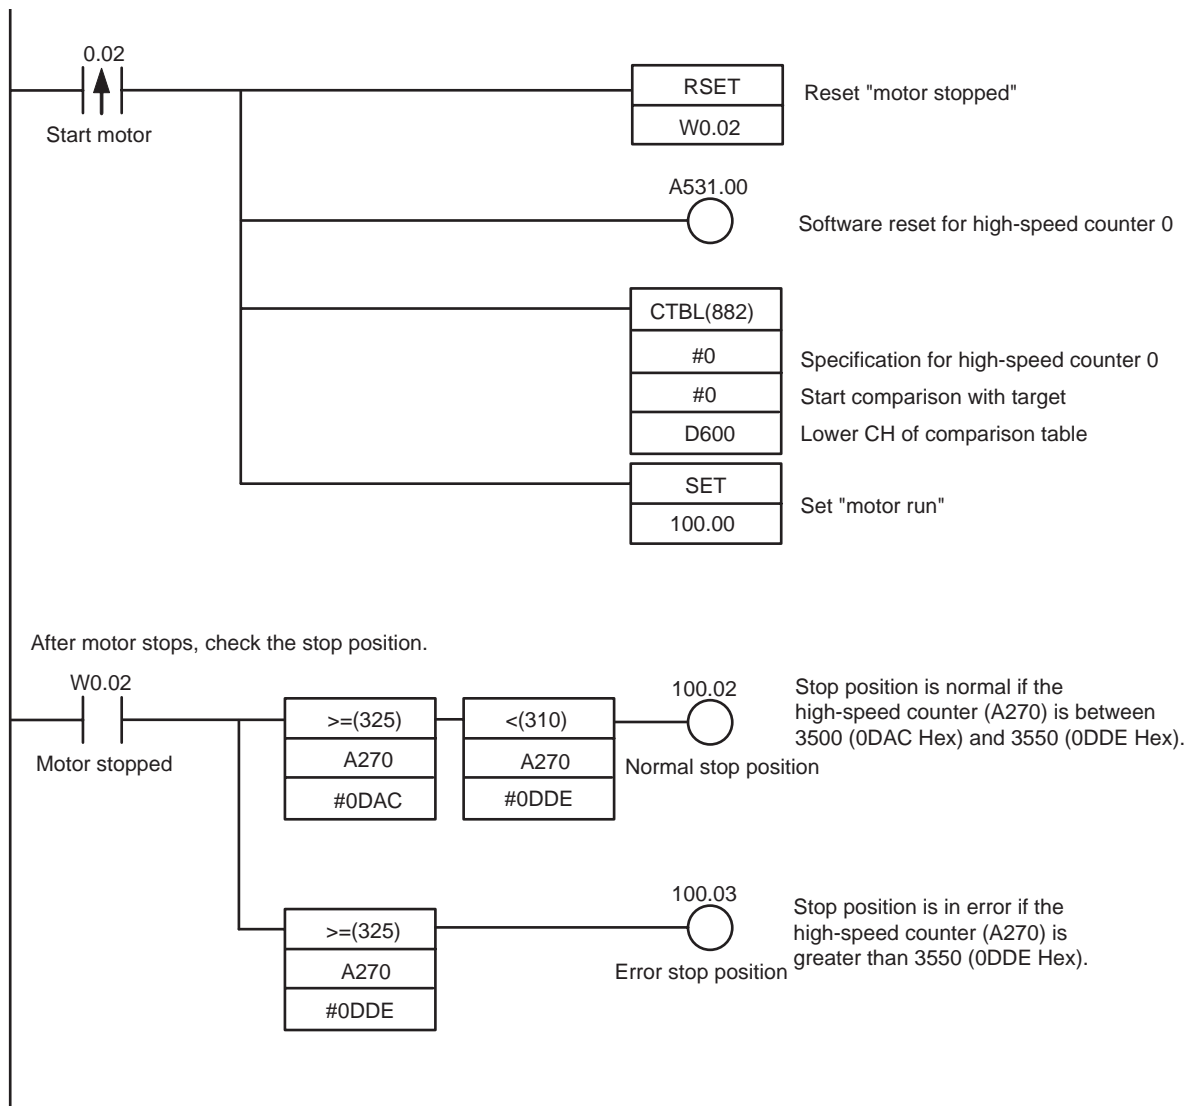 0.02
Start motor
RSET
W0.02
Reset "motor stopped"
A531.00
Software reset for high-speed counter 0
CTBL(882)
#0
Specification for high-speed counter 0
#0
Start comparison with target
D600
Lower CH of comparison table
SET
100.00
Set "motor run"
After motor stops, check the stop position.
W0.02
Motor stopped
>=(325)
A270
#0DAC
<(310)
A270
#0DDE
100.02
Normal stop position
Stop position is normal if the
high-speed counter (A270) is between
3500 (0DAC Hex) and 3550 (0DDE Hex).
>=(325)
A270
#0DDE
100.03
Error stop position
Stop position is in error if the
high-speed counter (A270) is
greater than 3550 (0DDE Hex).